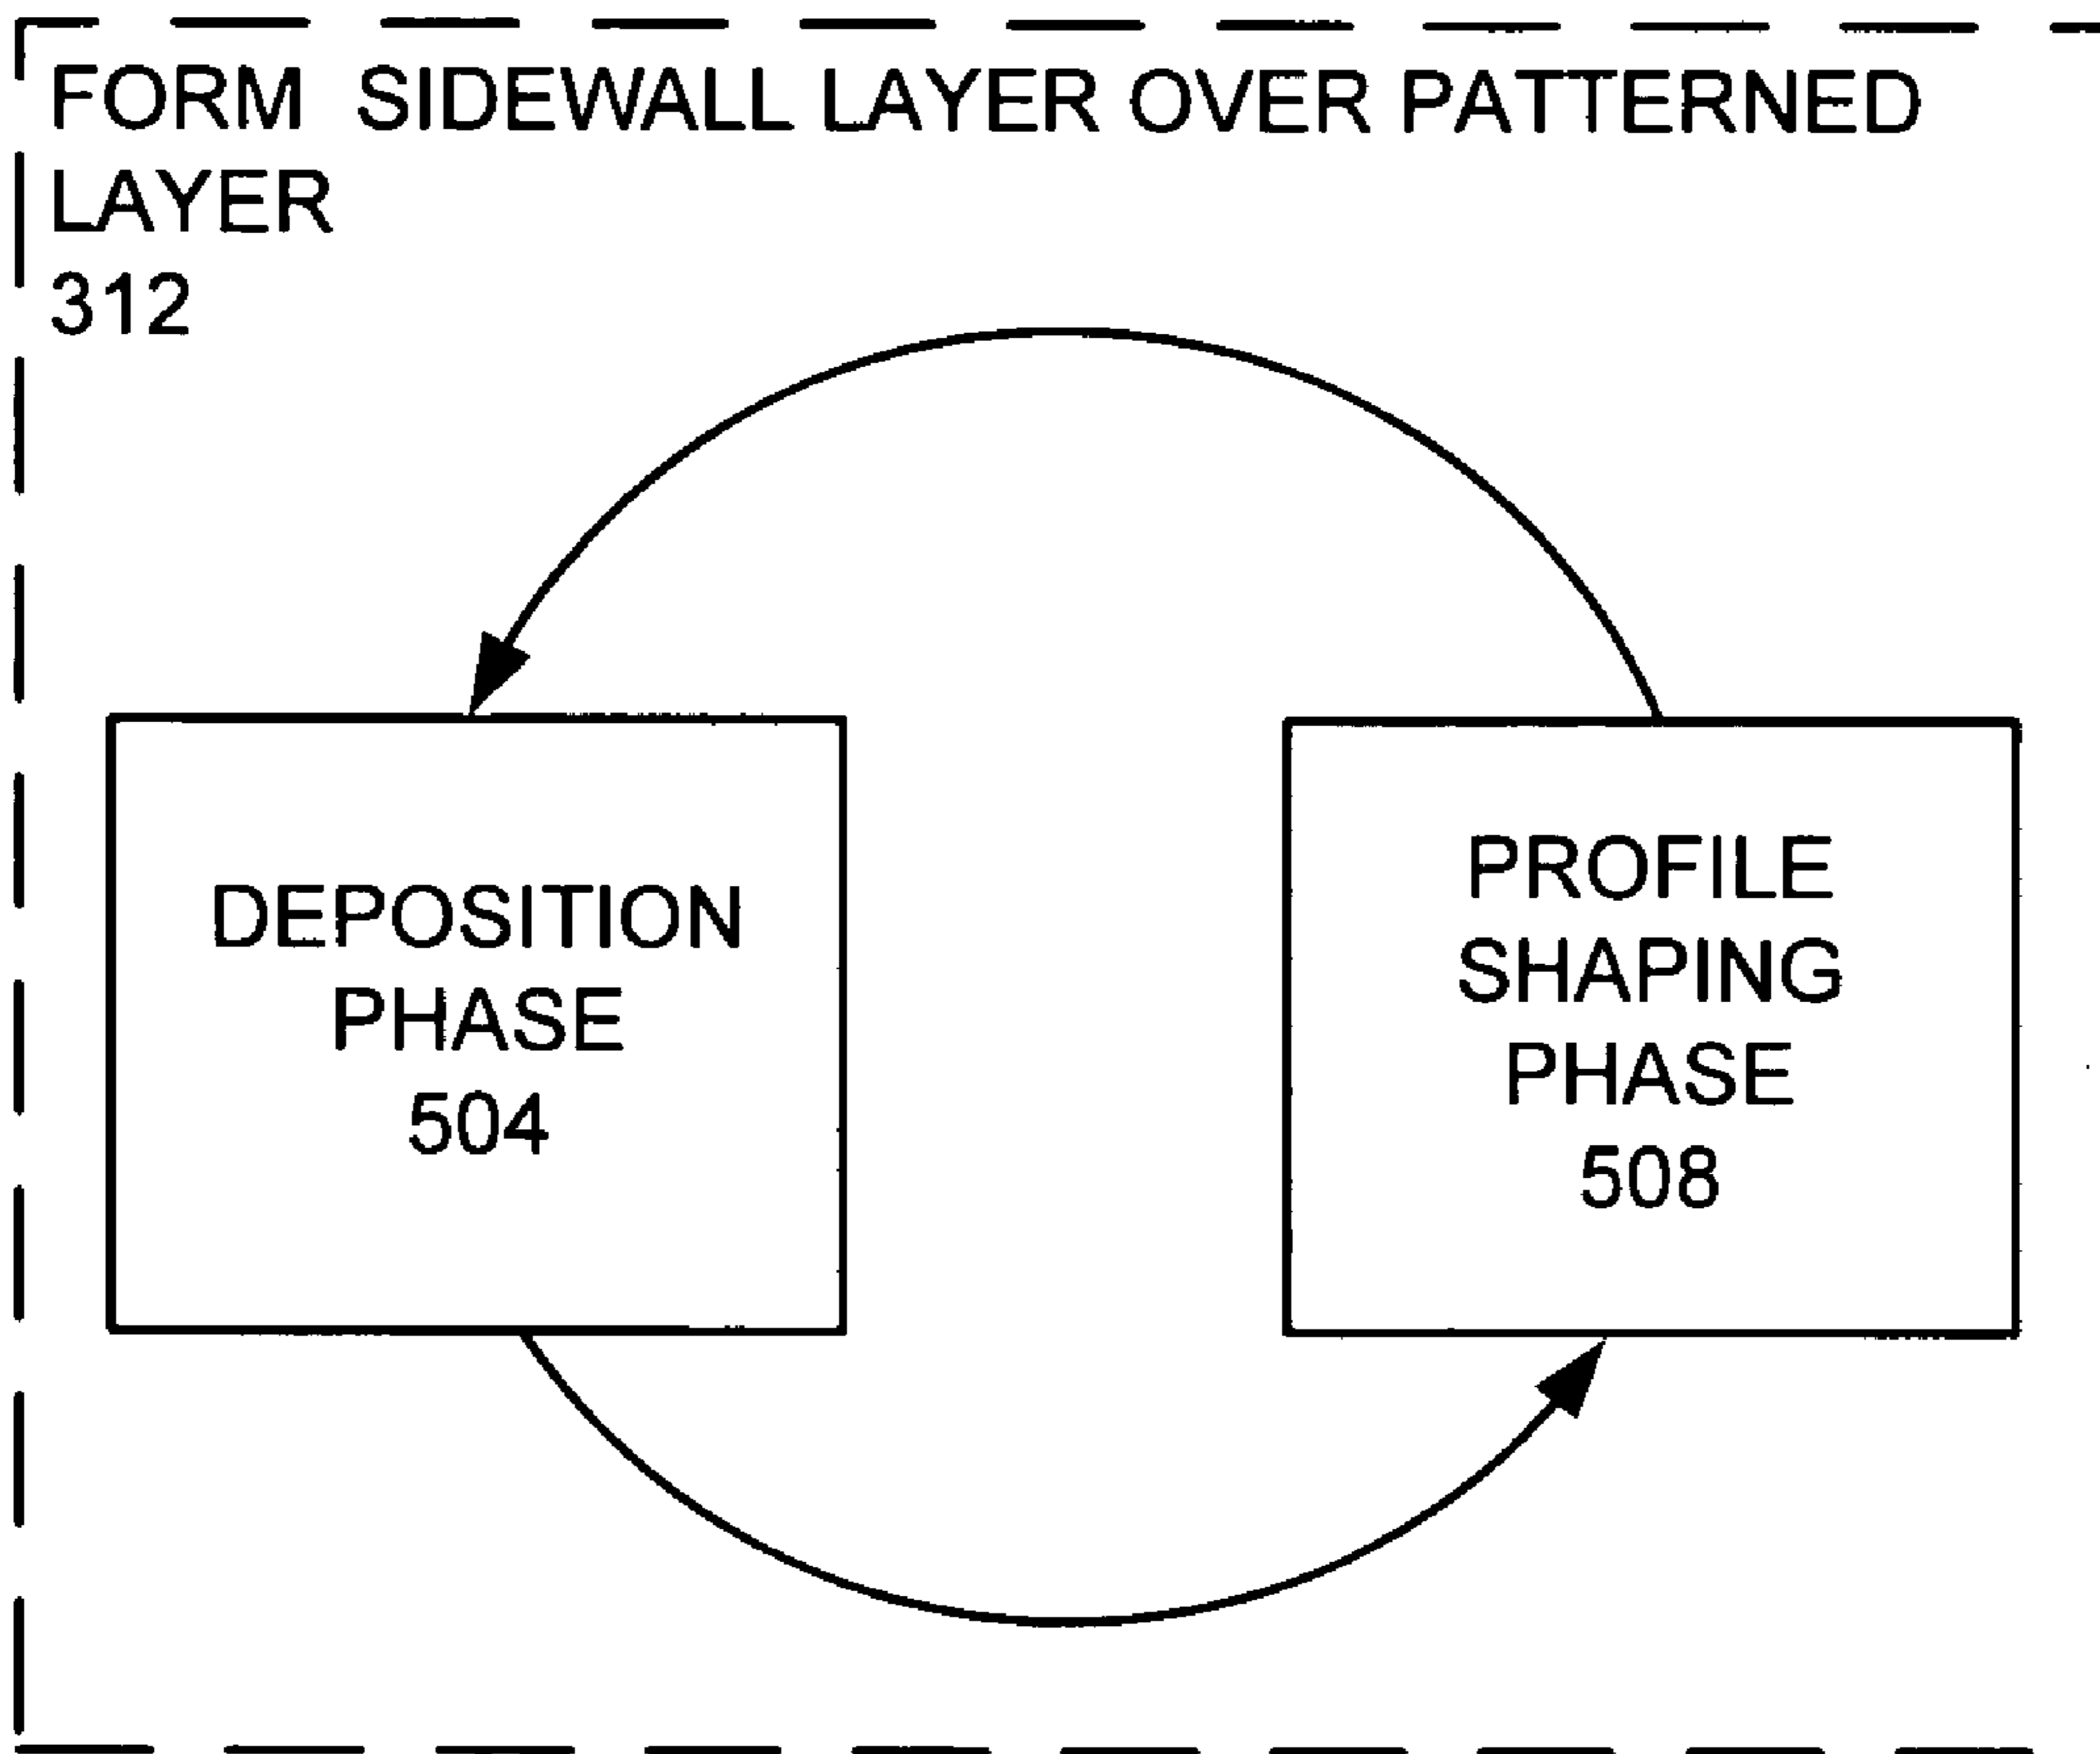 FORM SIDEWALL LAYER OVER PATTERNED
LAYER
312
DEPOSITION
PHASE
504
PROFILE
SHAPING
PHASE
508